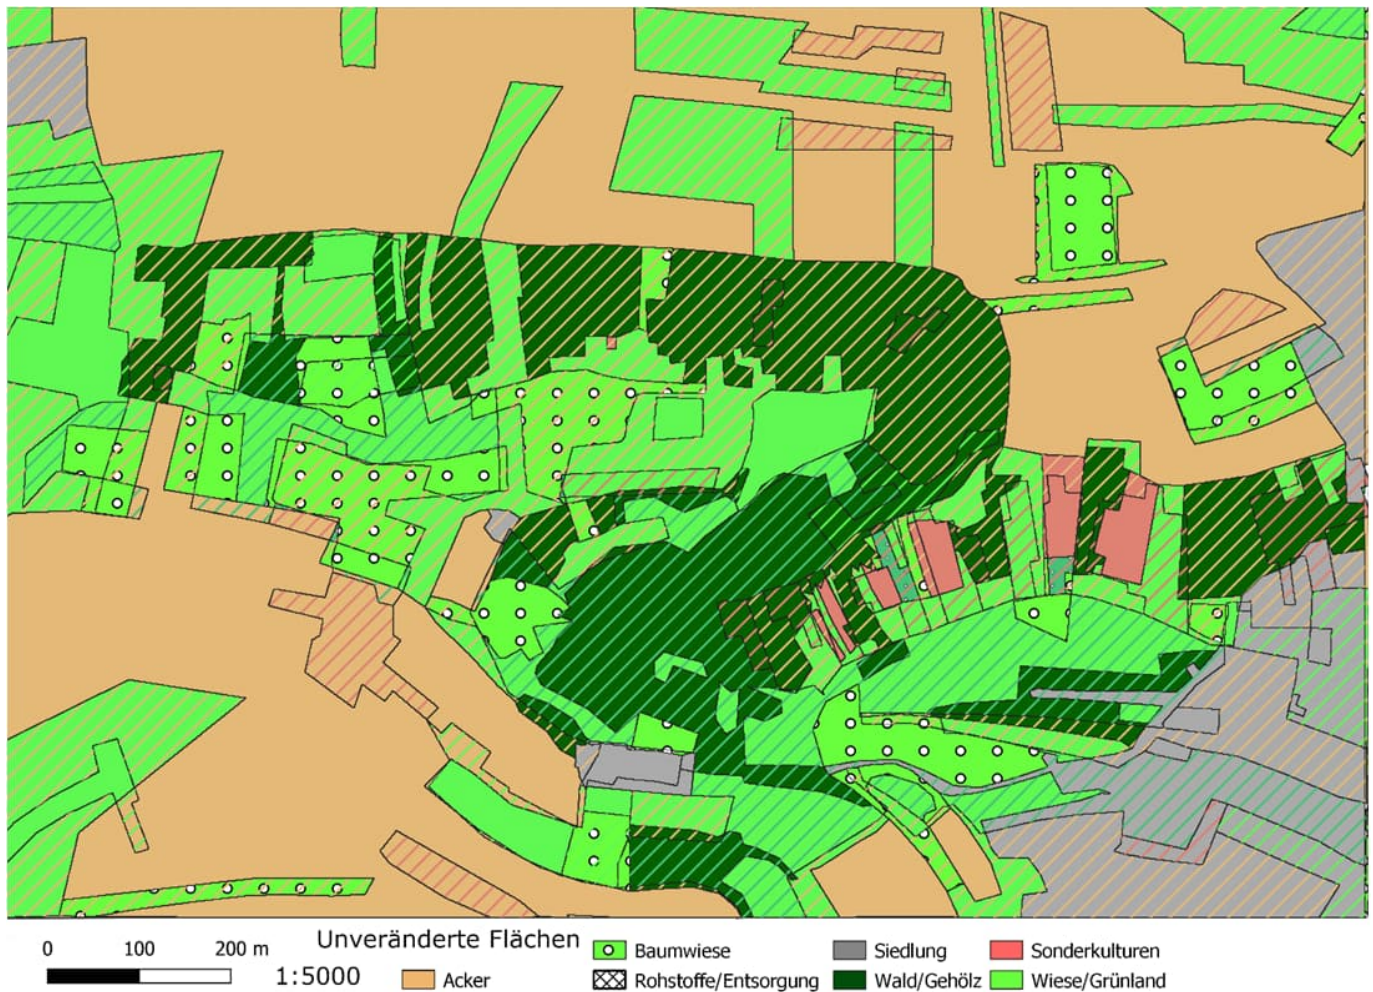 0 100 200 m
1:5000
Unveränderte Flächen
Acker
Baumwiese
Rohstoffe/Entsorgung
Siedlung
Wald/Gehölz
Sonderkulturen
Wiese/Grünland